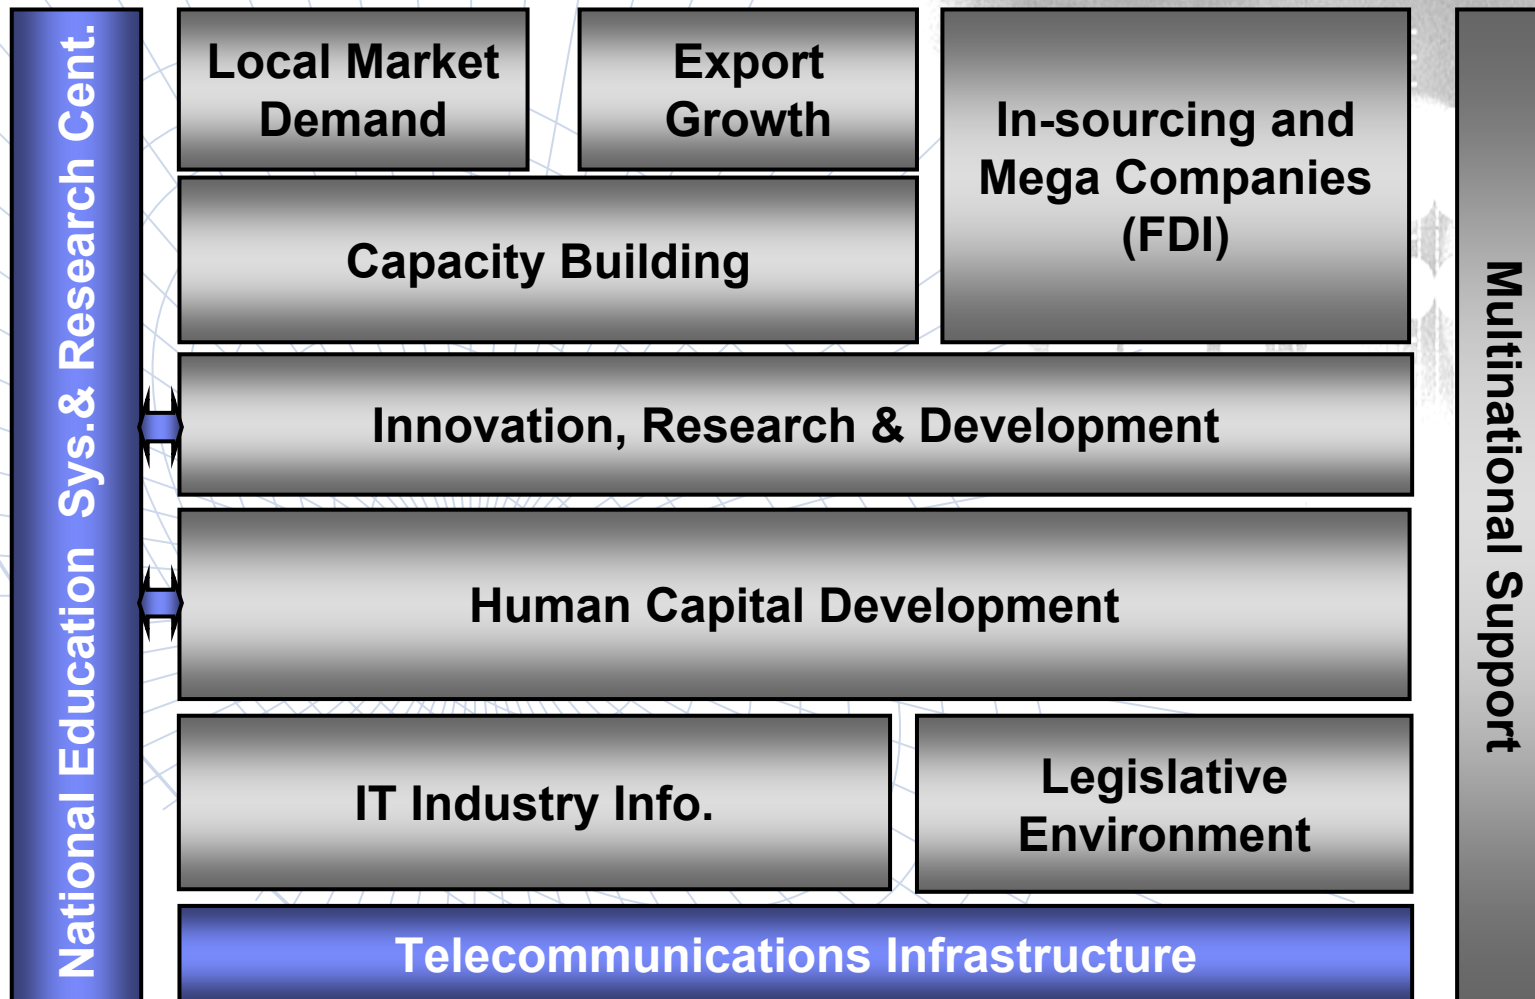 National Education Sys.& Research Cent.
Local Market
Demand
Export
Growth
In-sourcing and
Mega Companies
(FDI)
Capacity Building
Innovation, Research & Development
Human Capital Development
IT Industry Info.
Legislative
Environment
Telecommunications Infrastructure
Multinational Support